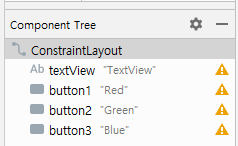 Component Tree
ConstraintLayout
Ab textView "TextView"
button1 "Red"
button2 "Green"
button3 "Blue"